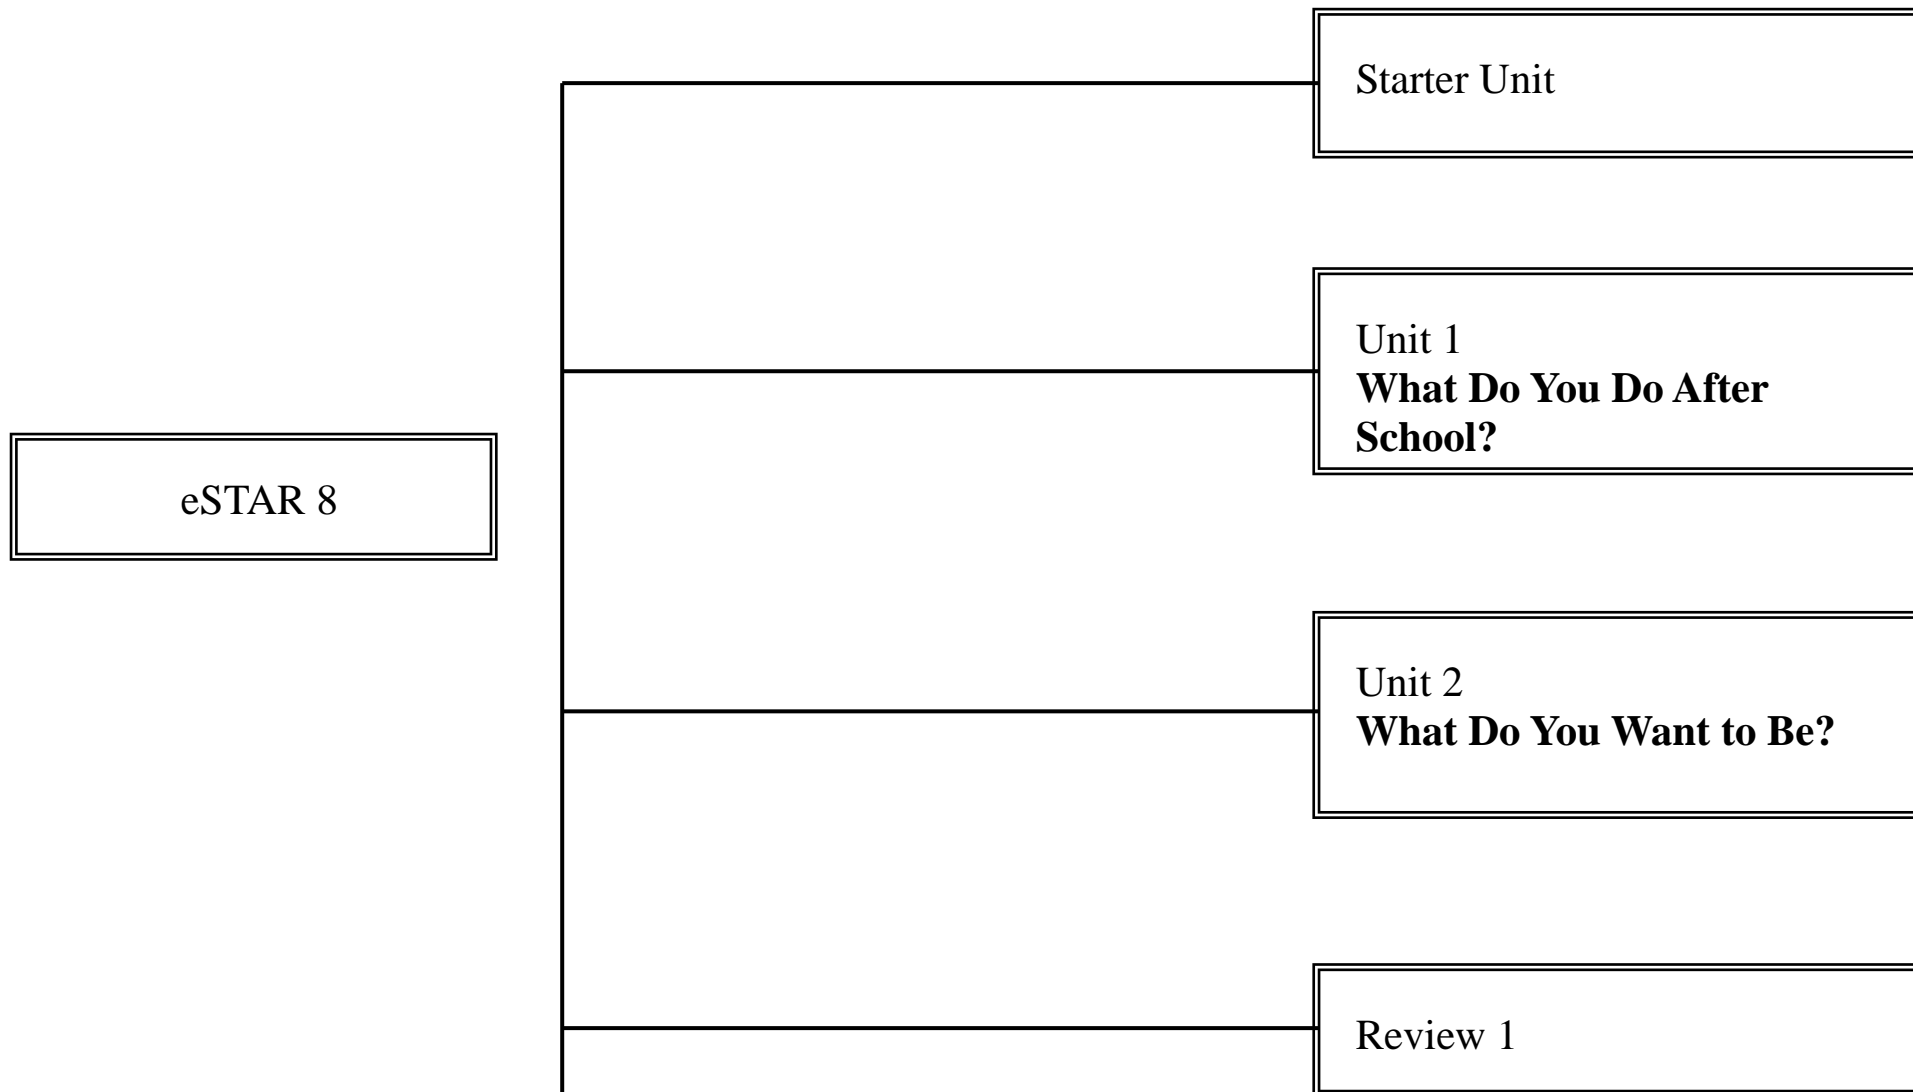 Starter Unit
Unit 1
What Do You Do After
School?
eSTAR 8
Unit 2
What Do You Want to Be?
Review 1